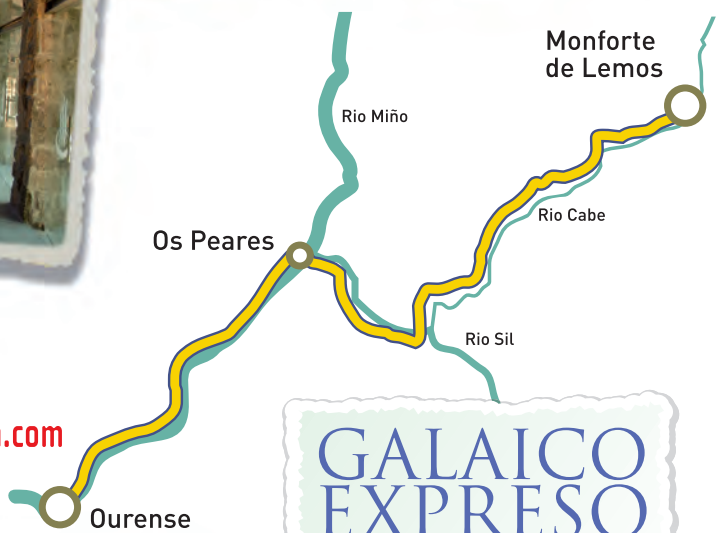 Monforte
de Lemos
Rio Miño
Rio Cabe
Os Peares
Rio Sil
.com
GALAICO
EXPRESO
Ourense